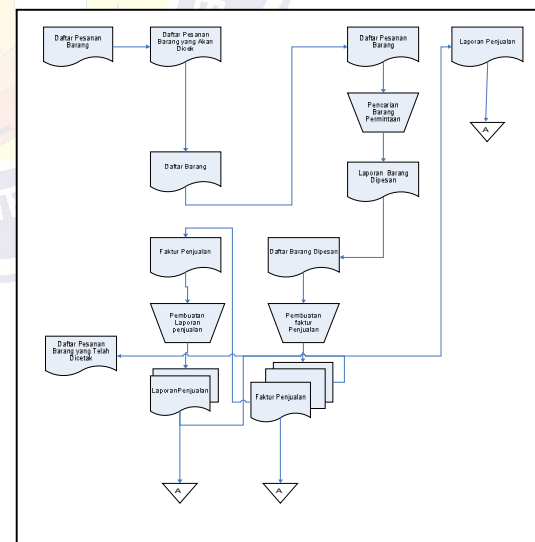 Daftar Pesanan
Barang
Daftar Pesanan
Barang yang Akan
Dicek
Daftar Pesanan
Barang
Laporan Penjualan
Pencarian
Barang
Permintaan
A
Daftar Barang
Laporan Barang
Dipesan
Faktur Penjualan
Daftar Barang Dipesan
Pembuatan
Laporan
penjualan
Pembuatan
faktur
Penjualan
Daftar Pesanan
Barang yang Telah
Dicetak
Laporan Penjualan
Faktur Penjualan
A
A